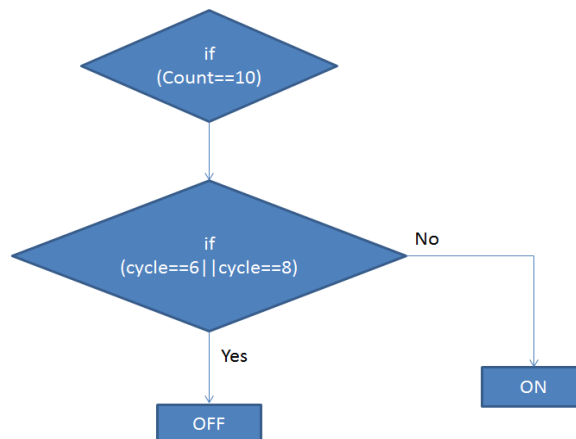 if
(Count==10)
if
(cycle==6||cycle==8)
No
Yes
ON
OFF